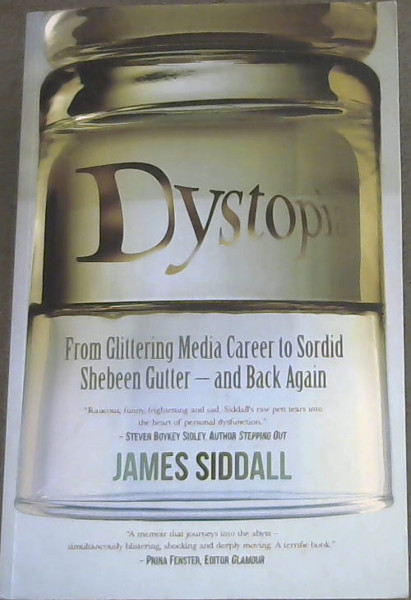 Dystopia
From Glittering Media Career to Sordid
Shebeen Gutter – and Back Again
"Raucous, funny, frightening and sad. Siddall's raw pen tears into
the heart of personal dysfunction."
– STEVEN BOYKEY SIDLEY, AUTHOR STEPPING OUT
JAMES SIDDALL
"A memoir that journeys into the abyss –
simultaneously blistering, shocking and deeply moving. A terrific book."
– PNINA FENSTER, EDITOR GLAMOUR